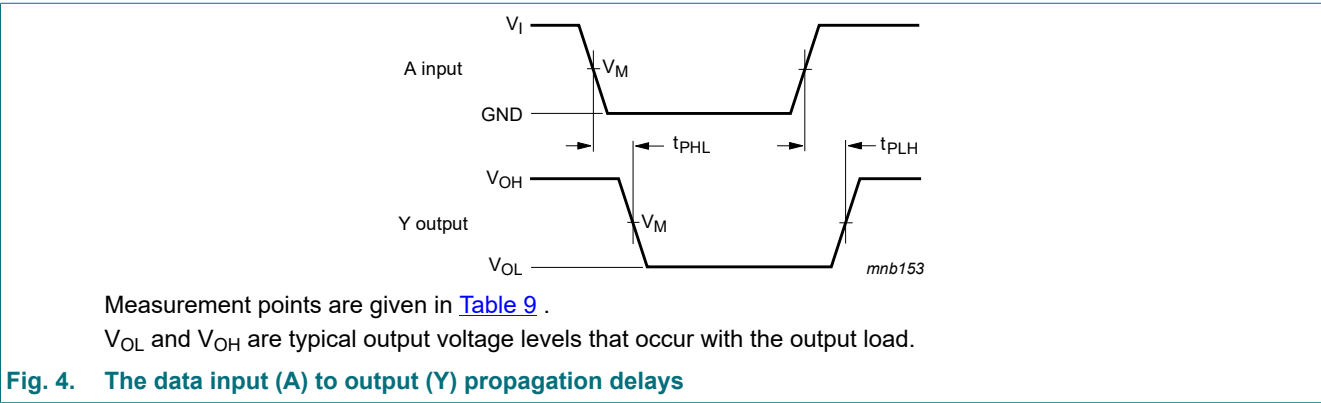 V_I
A input
V_M
GND
t_PHL
t_PLH
V_OH
Y output
V_M
V_OL
mnb153
Measurement points are given in Table 9 .
V_OL and V_OH are typical output voltage levels that occur with the output load.
Fig. 4. The data input (A) to output (Y) propagation delays